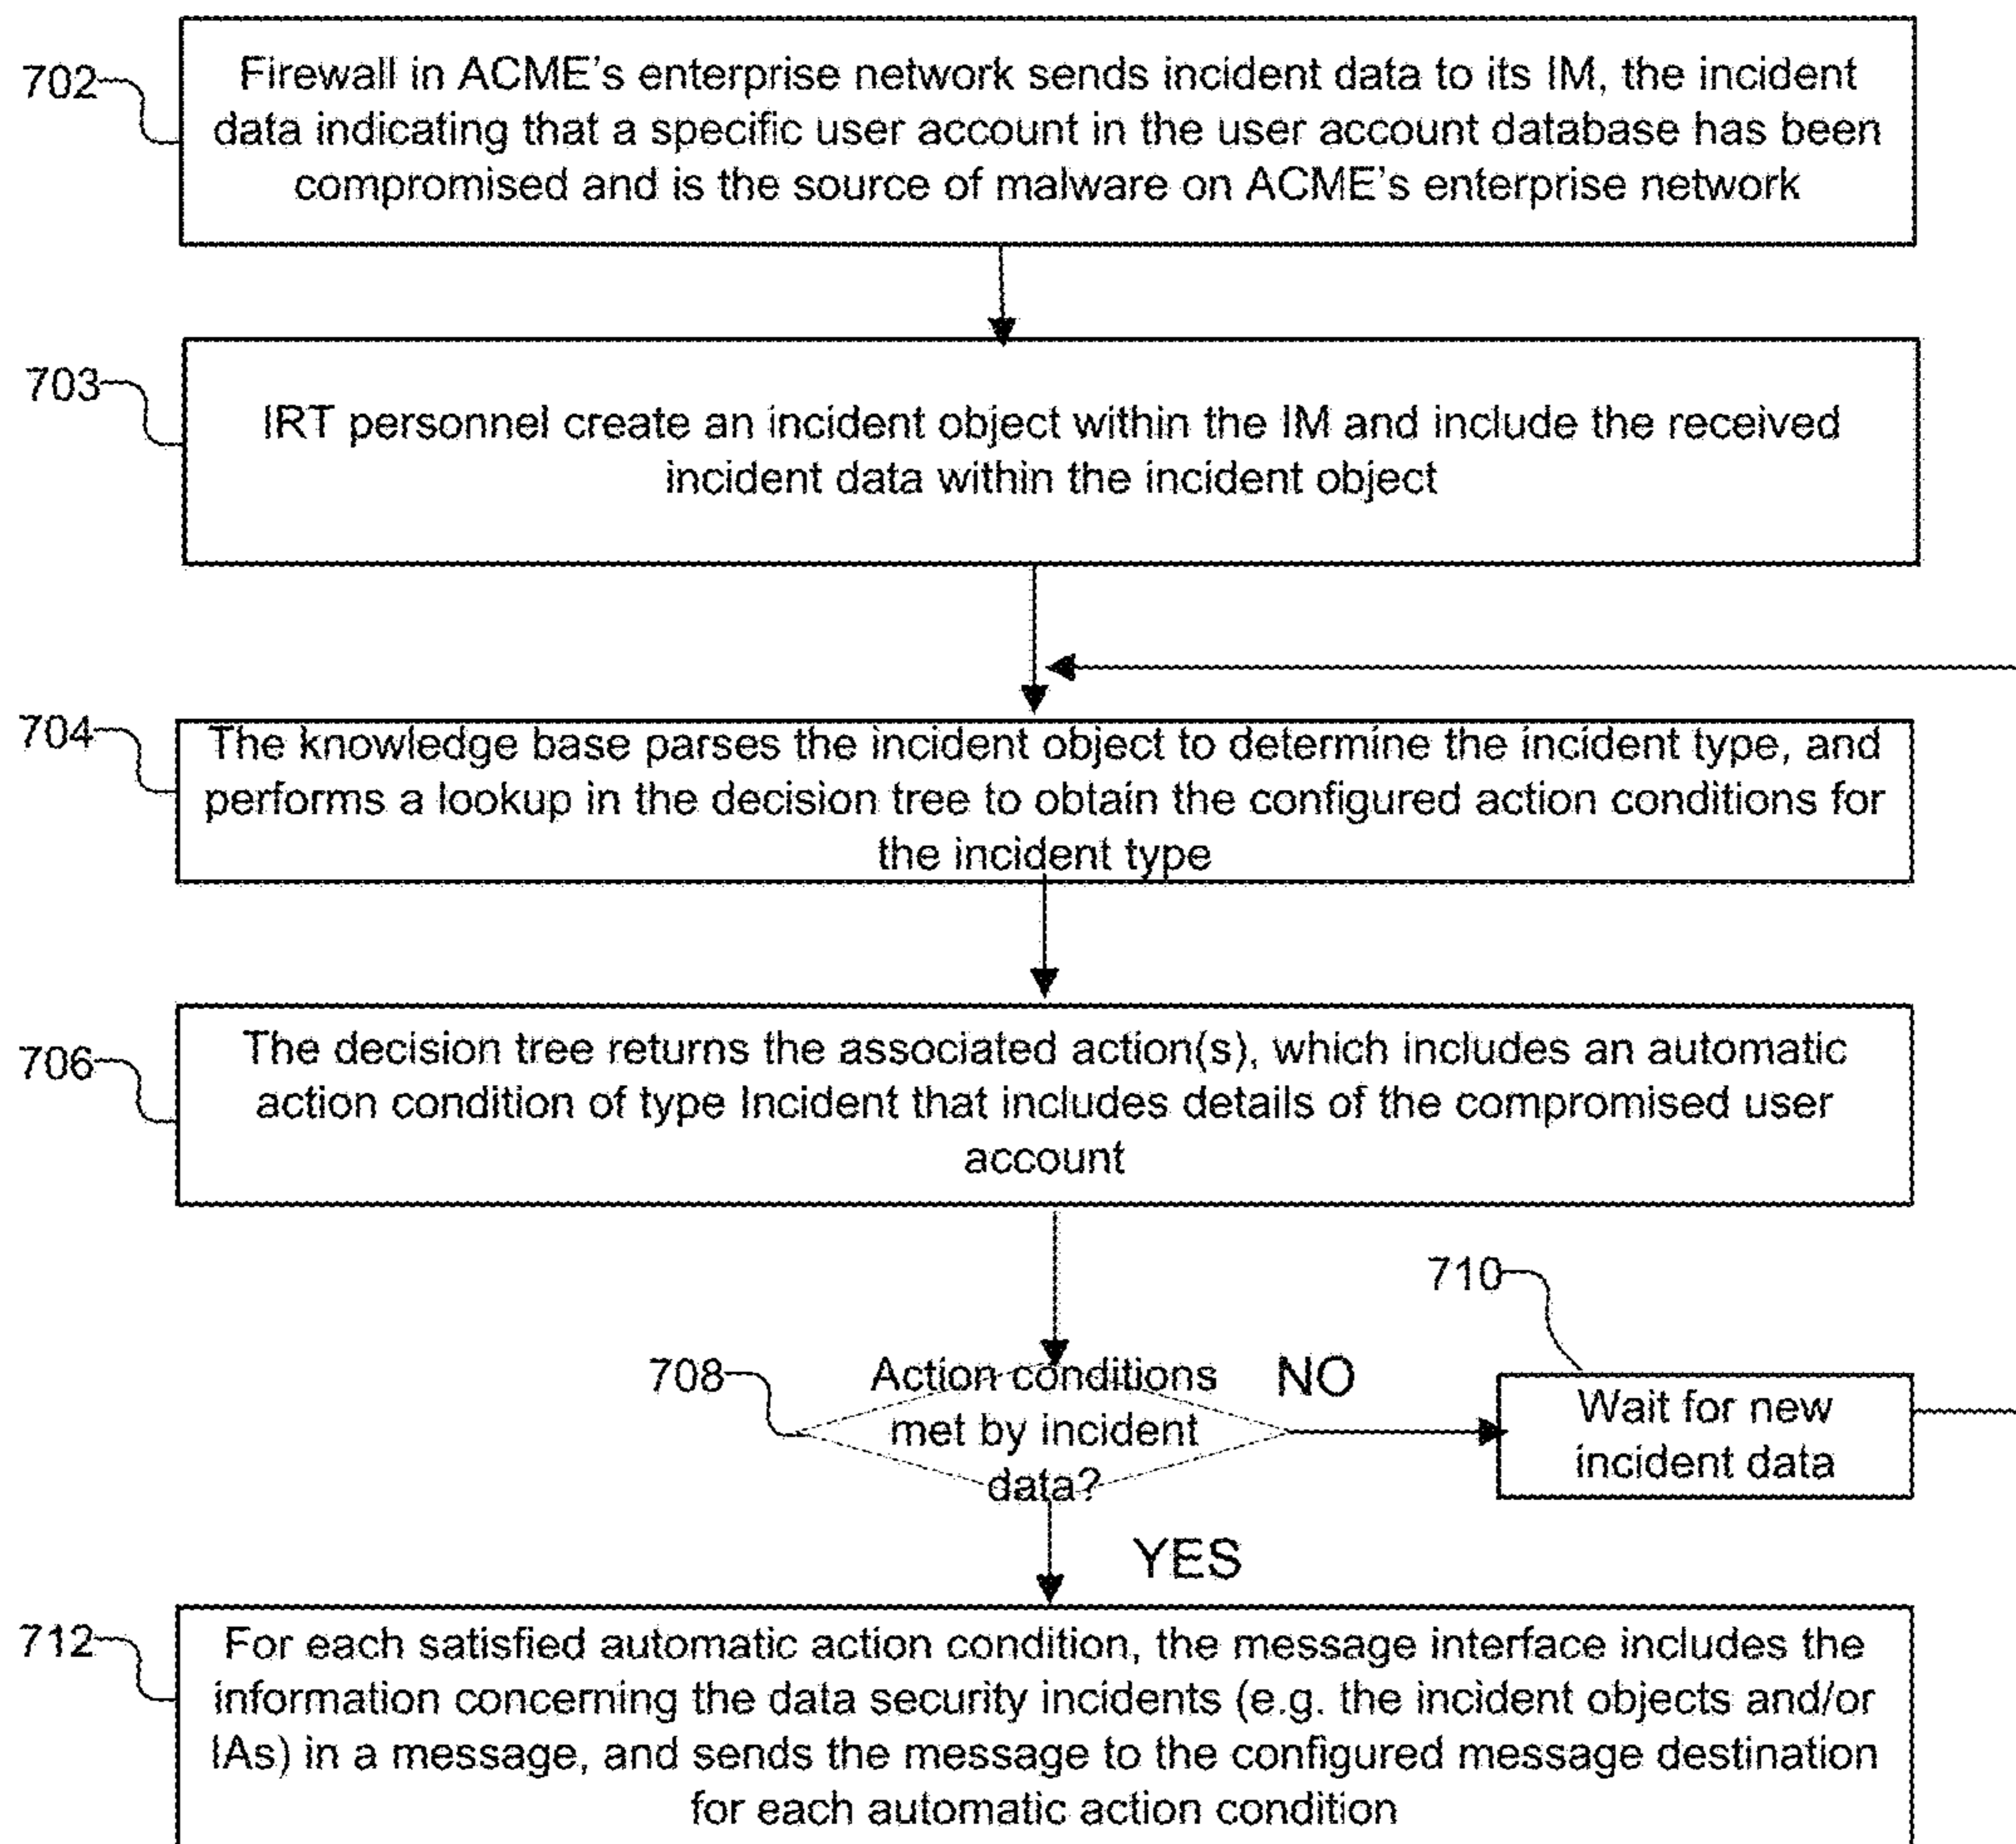 702
Firewall in ACME's enterprise network sends incident data to its IM, the incident
data indicating that a specific user account in the user account database has been
compromised and is the source of malware on ACME's enterprise network
703
IRT personnel create an incident object within the IM and include the received
incident data within the incident object
704
The knowledge base parses the incident object to determine the incident type, and
performs a lookup in the decision tree to obtain the configured action conditions for
the incident type
706
The decision tree returns the associated action(s), which includes an automatic
action condition of type Incident that includes details of the compromised user
account
708
Action conditions
met by incident
data?
NO
710
Wait for new
incident data
YES
712
For each satisfied automatic action condition, the message interface includes the
information concerning the data security incidents (e.g. the incident objects and/or
IAs) in a message, and sends the message to the configured message destination
for each automatic action condition